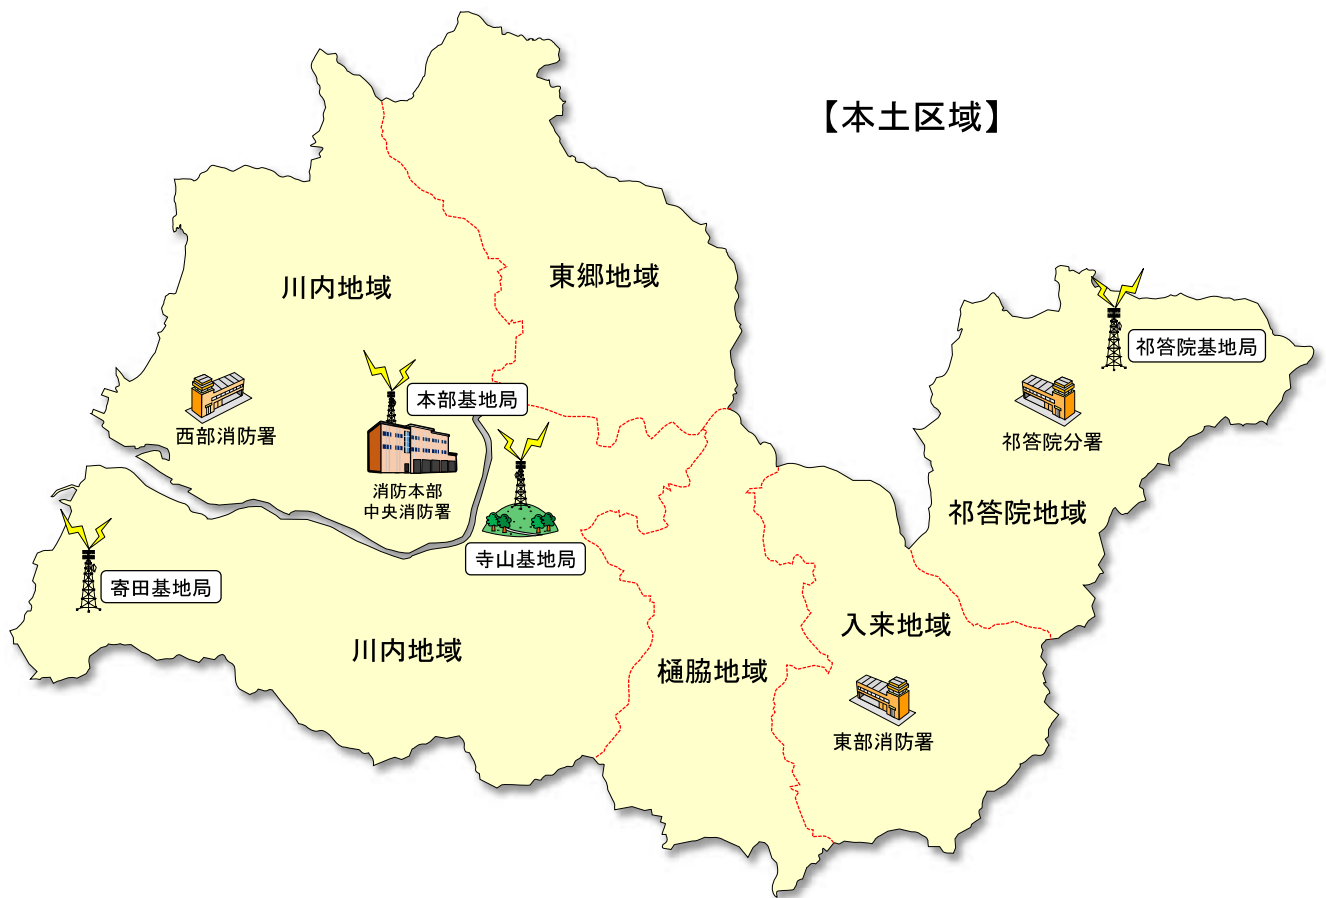 【本土区域】
東郷地域
川内地域
祁答院基地局
本部基地局
西部消防署
祁答院分署
消防本部
中央消防署
祁答院地域
寺山基地局
寄田基地局
入来地域
川内地域
樋脇地域
東部消防署